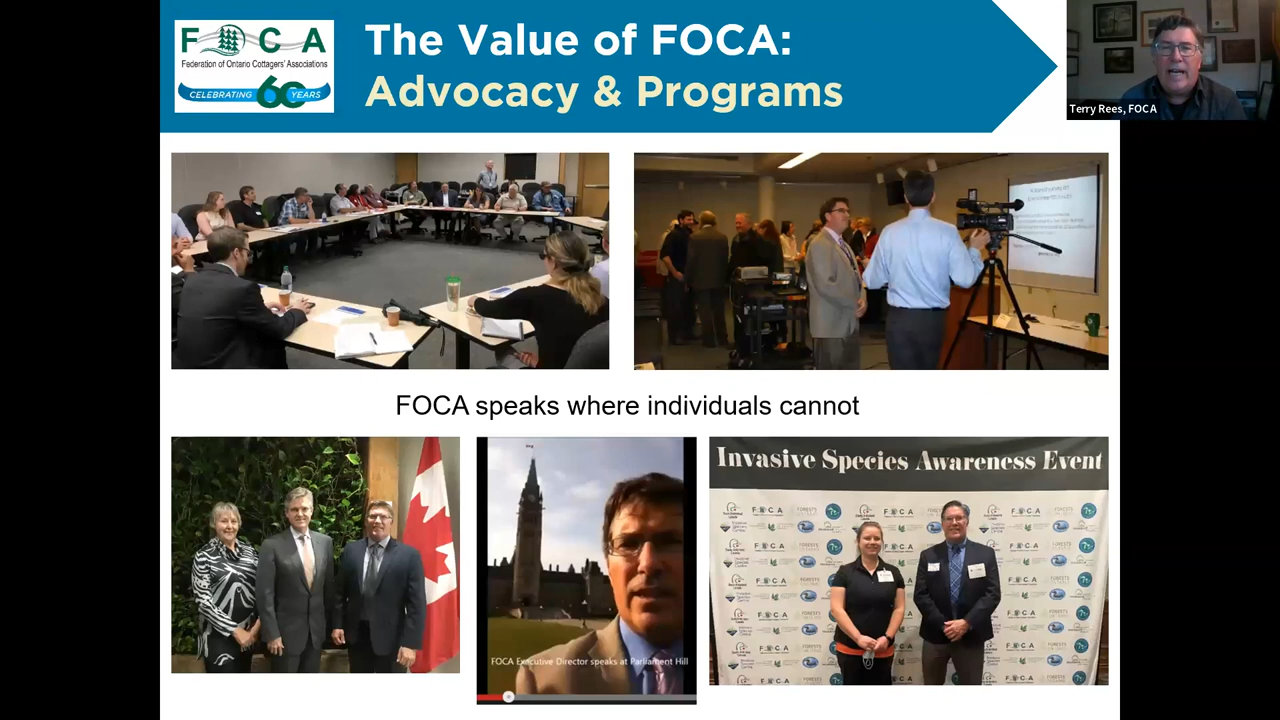 FOCA
Federation of Ontario Cottagers' Associations
CELEBRATING 60 YEARS
The Value of FOCA:
Advocacy & Programs
Terry Rees, FOCA
FOCA speaks where individuals cannot
FOCA Executive Director speaks at Parliament Hill
Invasive Species Awareness Event